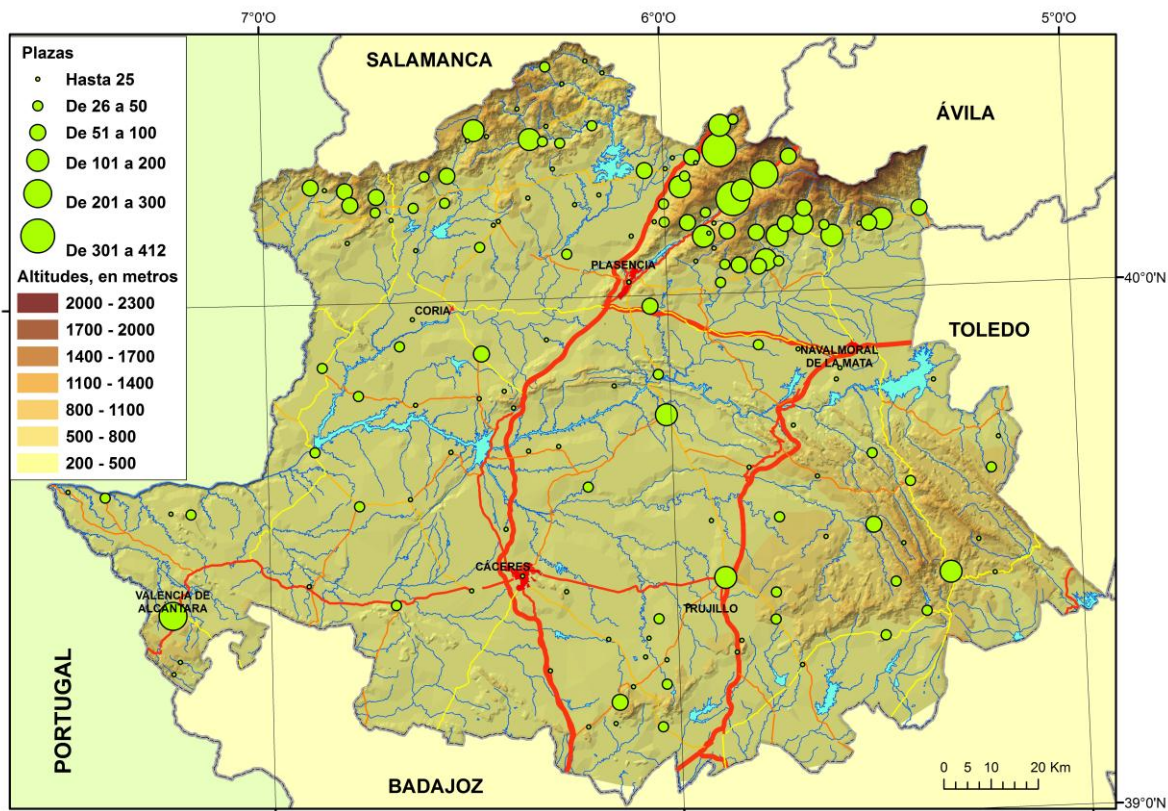 7°0'O
6°0'O
5°0'O
Plazas
Hasta 25
De 26 a 50
De 51 a 100
De 101 a 200
De 201 a 300
De 301 a 412
Altitudes, en metros
2000 - 2300
1700 - 2000
1400 - 1700
1100 - 1400
800 - 1100
500 - 800
200 - 500
SALAMANCA
ÁVILA
PLASENCIA
40°0'N
CORIA
TOLEDO
NAVALMORAL
DE LA MATA
CÁCERES
VALENCIA DE
ALCÁNTARA
TRUJILLO
PORTUGAL
BADAJOZ
0 5 10 20 Km
39°0'N